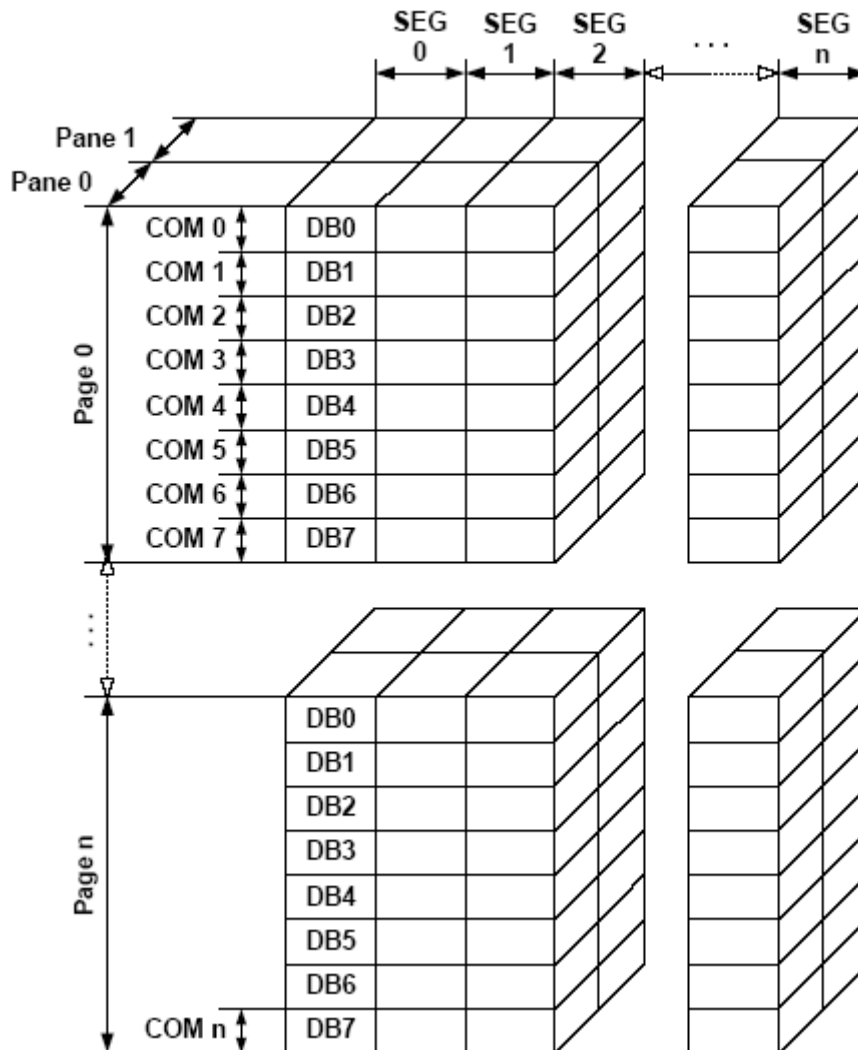 SEG 0
SEG 1
SEG 2
. . .
SEG n
Pane 1
Pane 0
Page 0
COM 0 DB0
COM 1 DB1
COM 2 DB2
COM 3 DB3
COM 4 DB4
COM 5 DB5
COM 6 DB6
COM 7 DB7
. . .
Page n
DB0
DB1
DB2
DB3
DB4
DB5
DB6
COM n DB7